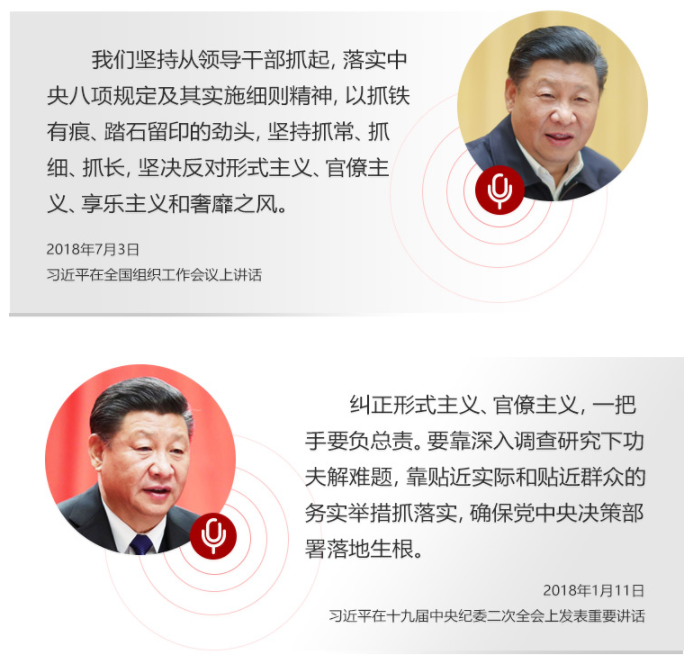 我们坚持从领导干部抓起，落实中
央八项规定及其实施细则精神，以抓铁
有痕、踏石留印的劲头，坚持抓常、抓
细、抓长，坚决反对形式主义、官僚主
义、享乐主义和奢靡之风。
2018年7月3日
习近平在全国组织工作会议上讲话
纠正形式主义、官僚主义，一把
手要负总责。要靠深入调查研究下功
夫解难题，靠贴近实际和贴近群众的
务实举措抓落实，确保党中央决策部
署落地生根。
2018年1月11日
习近平在十九届中央纪委二次全会上发表重要讲话